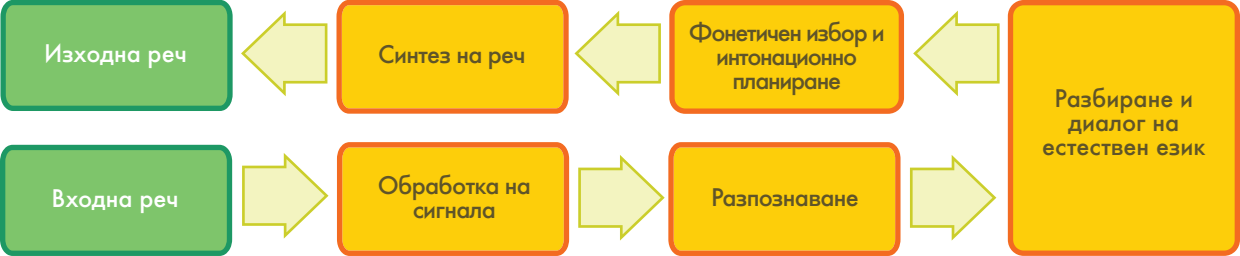 Изходна реч
Синтез на реч
Фонетичен избор и
интонационно
планиране
Разбиране и
диалог на
естествен език
Входна реч
Обработка на
сигнала
Разпознаване